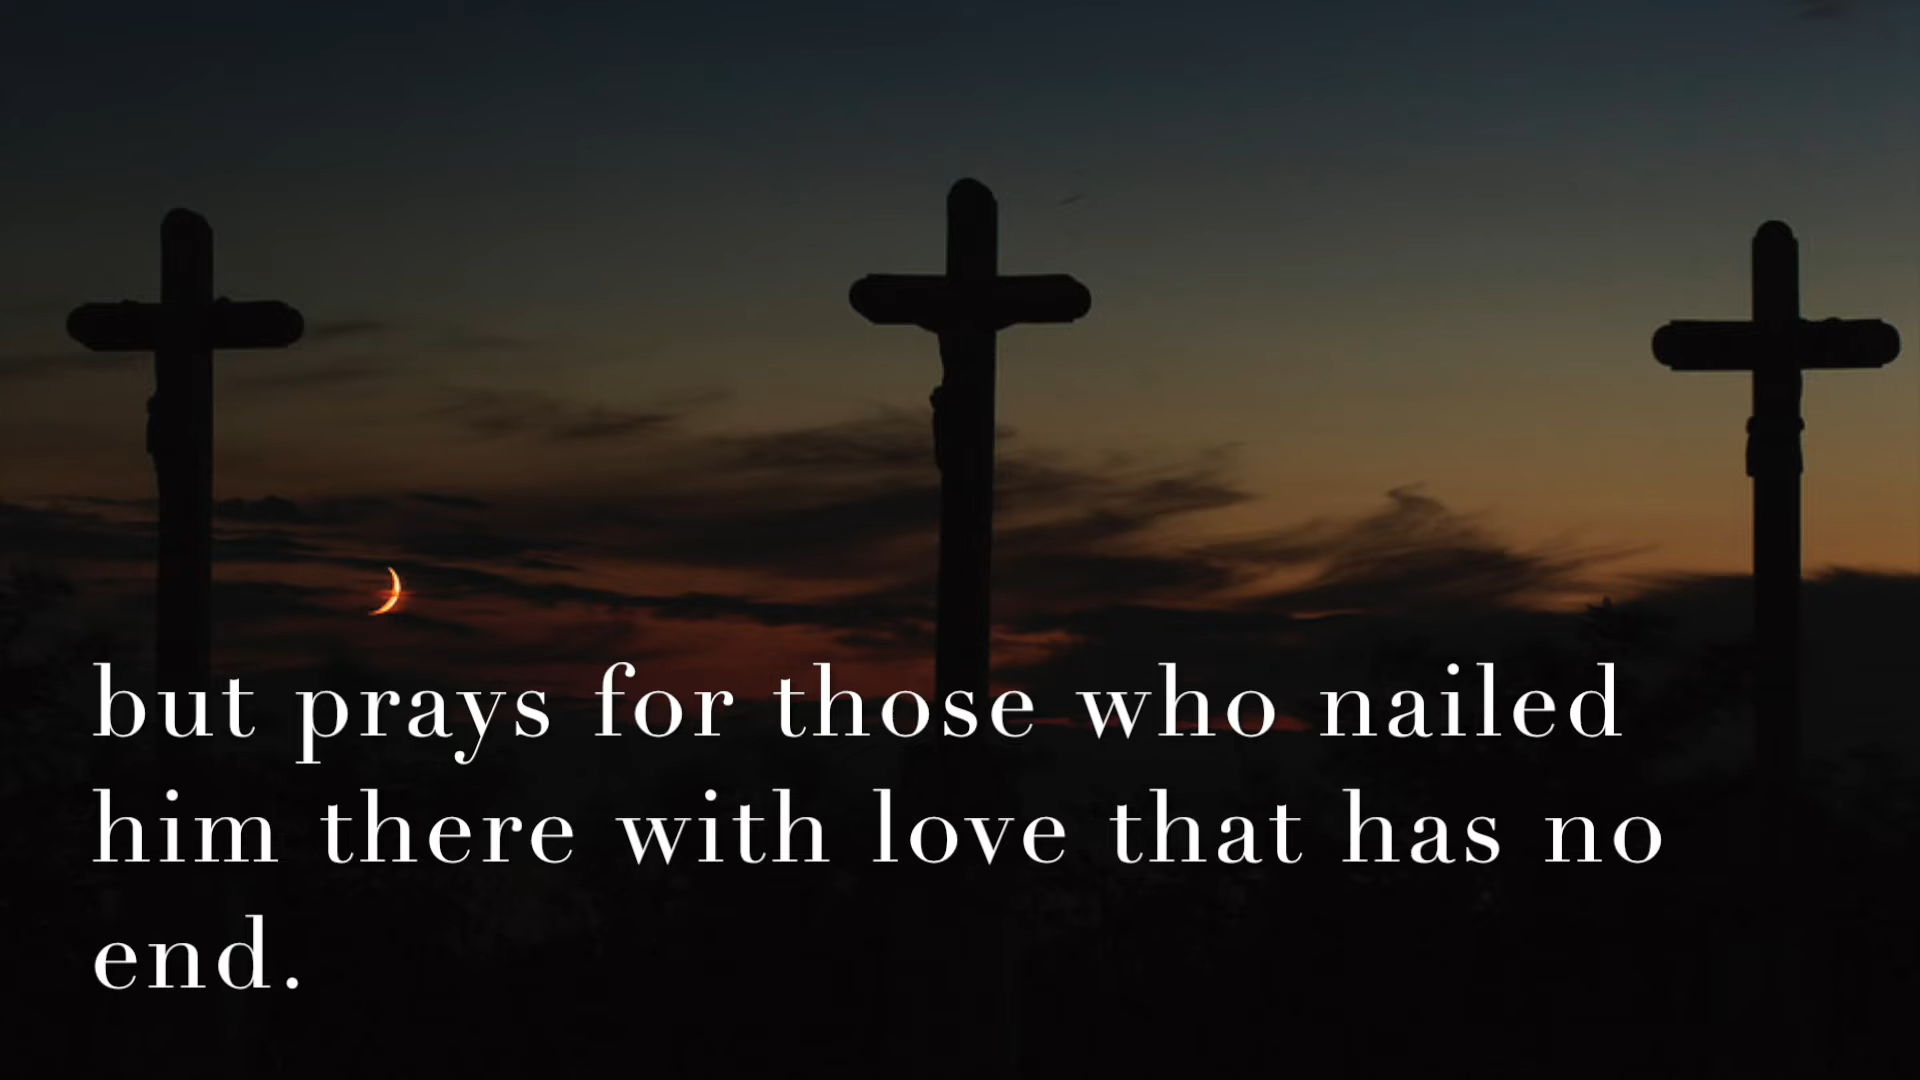 but prays for those who nailed
him there with love that has no
end.